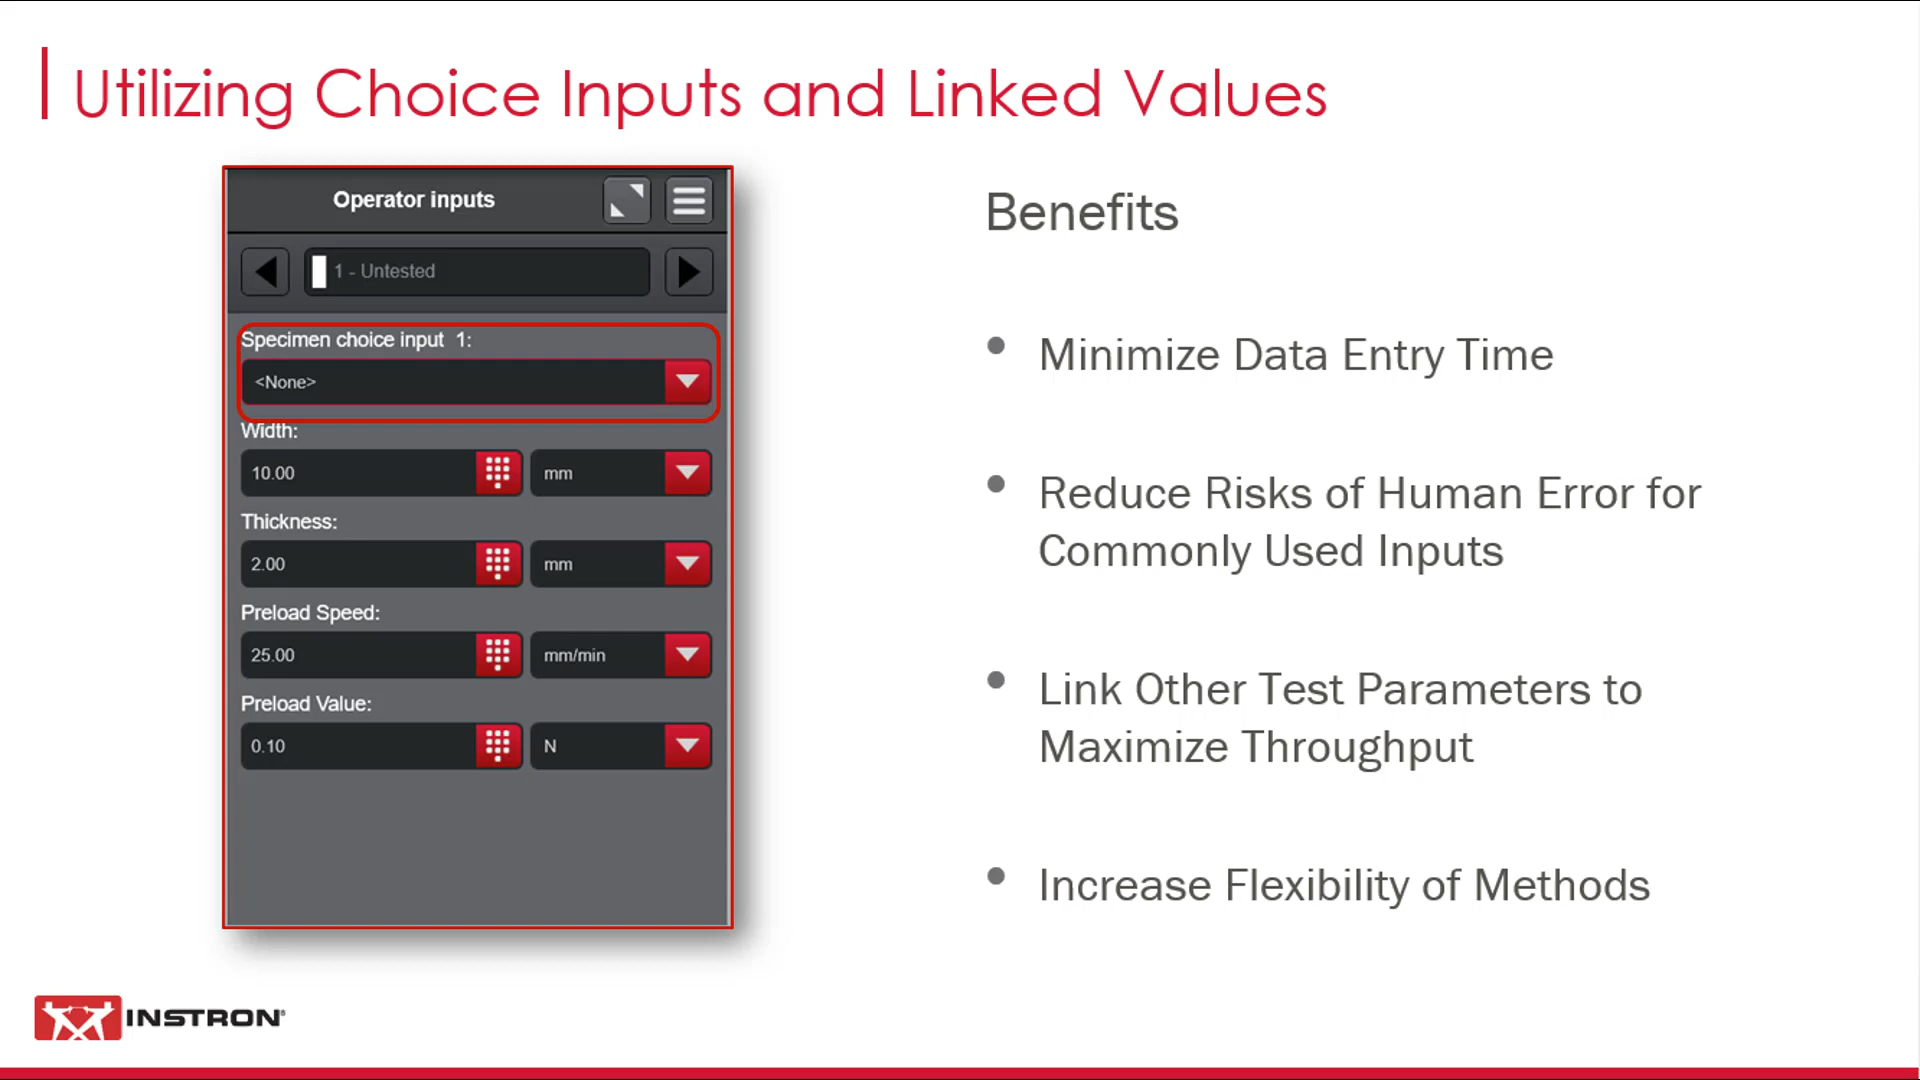 Utilizing Choice Inputs and Linked Values
Operator inputs
1 - Untested
Specimen choice input 1:
<None>
Width:
10.00 mm
Thickness:
2.00 mm
Preload Speed:
25.00 mm/min
Preload Value:
0.10 N
Benefits
• Minimize Data Entry Time
• Reduce Risks of Human Error for
Commonly Used Inputs
• Link Other Test Parameters to
Maximize Throughput
• Increase Flexibility of Methods
INSTRON®